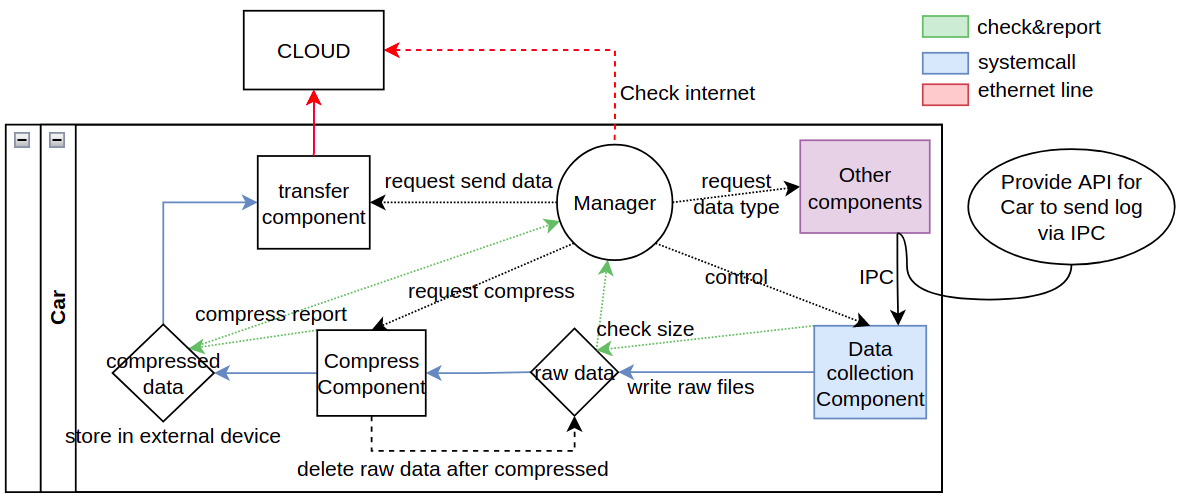 CLOUD
check&report
systemcall
ethernet line
Check internet
transfer
component
request send data
Manager
request
data type
Other
components
Provide API for
Car to send log
via IPC
Car
compress report
request compress
control
IPC
compressed
data
Compress
Component
raw data
check size
write raw files
Data
collection
Component
store in external device
delete raw data after compressed